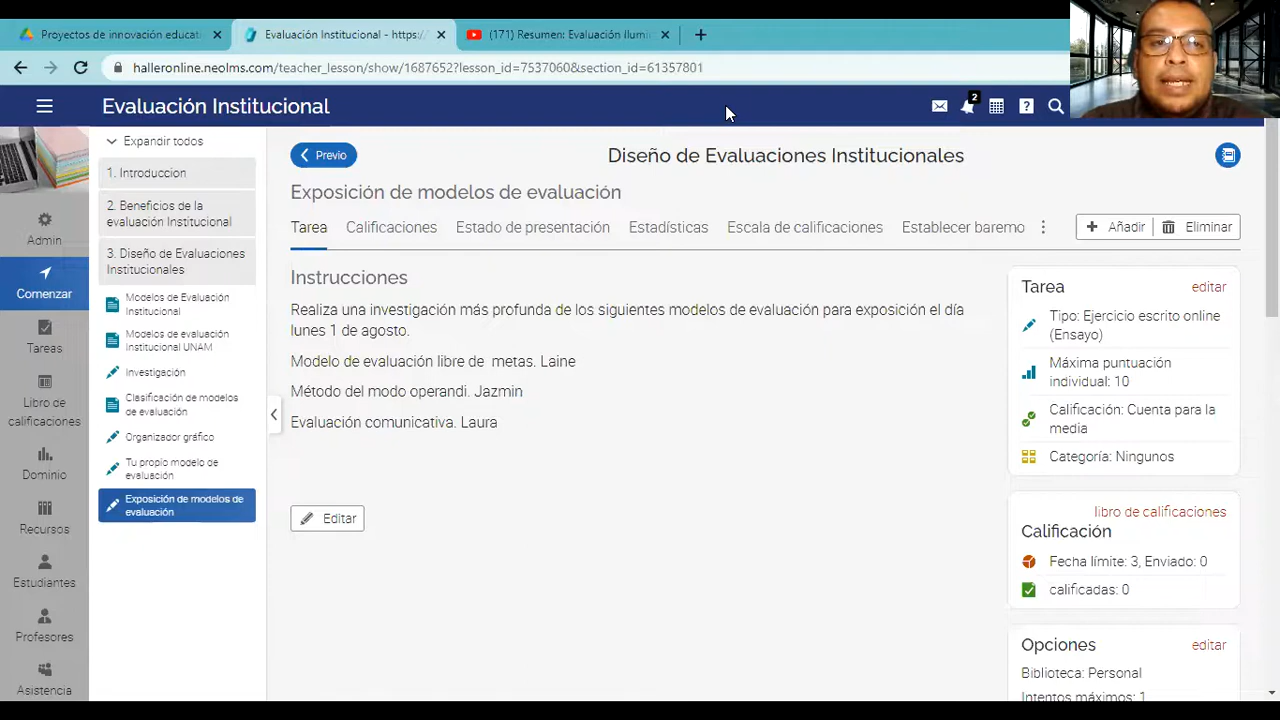 Proyectos de innovación educati
Evaluación Institucional - https:/
(171) Resumen: Evaluación ilumi
halleronline.neolms.com/teacher_lesson/show/1687652?lesson_id=7537060&section_id=61357801
Evaluación Institucional
2
Expandir todos
1. Introduccion
2. Beneficios de la
evaluación Institucional
3. Diseño de Evaluaciones
Institucionales
Modelos de Evaluación
Institucional
Modelos de evaluación
Institucional UNAM
Investigación
Clasificación de modelos
de evaluación
Organizador gráfico
Tu propio modelo de
evaluación
Exposición de modelos de
evaluación
Admin
Comenzar
Tareas
Libro de
calificaciones
Dominio
Recursos
Estudiantes
Profesores
Asistencia
Previo
Diseño de Evaluaciones Institucionales
Exposición de modelos de evaluación
Tarea
Calificaciones
Estado de presentación
Estadísticas
Escala de calificaciones
Establecer baremo
Añadir
Eliminar
Instrucciones
Realiza una investigación más profunda de los siguientes modelos de evaluación para exposición el día
lunes 1 de agosto.
Modelo de evaluación libre de metas. Laine
Método del modo operandi. Jazmin
Evaluación comunicativa. Laura
Editar
Tarea
editar
Tipo: Ejercicio escrito online
(Ensayo)
Máxima puntuación
individual: 10
Calificación: Cuenta para la
media
Categoría: Ningunos
libro de calificaciones
Calificación
Fecha límite: 3, Enviado: 0
calificadas: 0
Opciones
editar
Biblioteca: Personal
Intentos máximos: 1